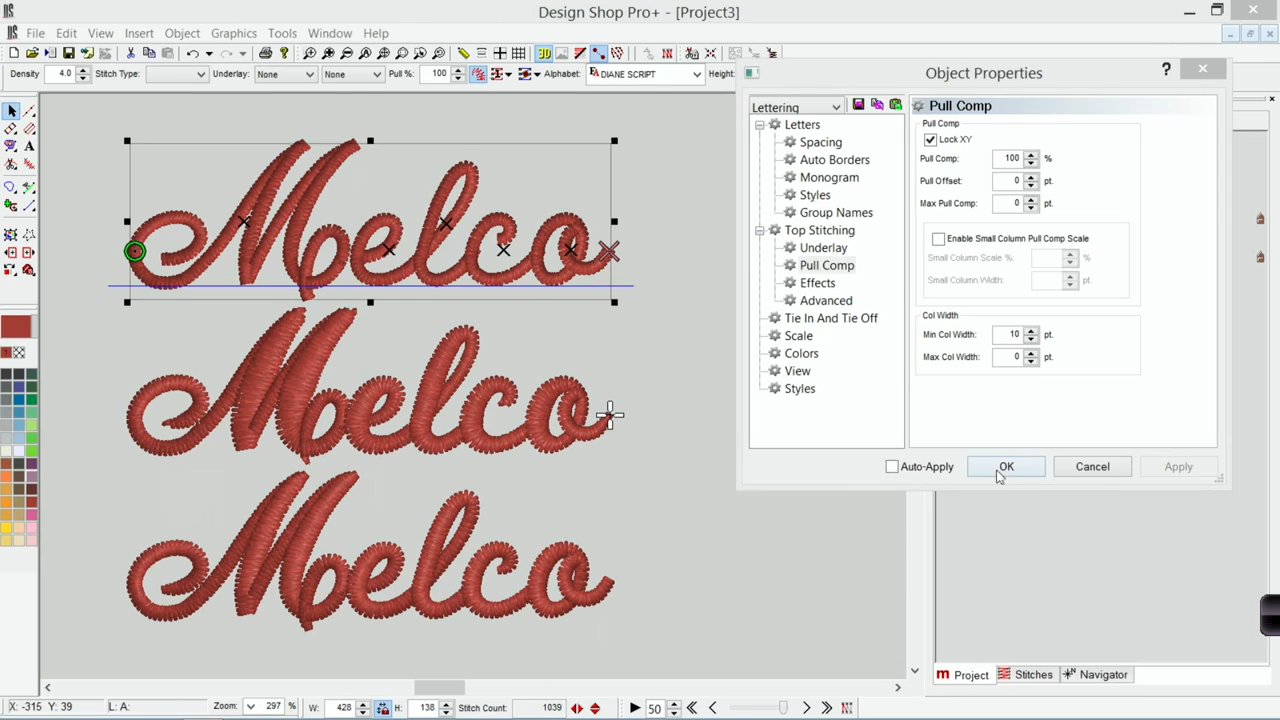 Design Shop Pro+ - [Project3]
File Edit View Insert Object Graphics Tools Window Help
3D
Density 4.0 Stitch Type: Underlay: None None Pull %: 100 Alphabet: DIANE SCRIPT Height:
Melco
Melco
Melco
Object Properties ?
Lettering
Letters
Spacing
Auto Borders
Monogram
Styles
Group Names
Top Stitching
Underlay
Pull Comp
Effects
Advanced
Tie In And Tie Off
Scale
Colors
View
Styles
Pull Comp
Pull Comp
Lock XY
Pull Comp: 100 %
Pull Offset: 0 pt.
Max Pull Comp: 0 pt.
Enable Small Column Pull Comp Scale
Small Column Scale %: %
Small Column Width: pt.
Col Width
Min Col Width: 10 pt.
Max Col Width: 0 pt.
Auto-Apply OK Cancel Apply
Project Stitches Navigator
X: -315 Y: 39 L: A: Zoom: 297 % W: 428 H: 138 Stitch Count: 1039 50